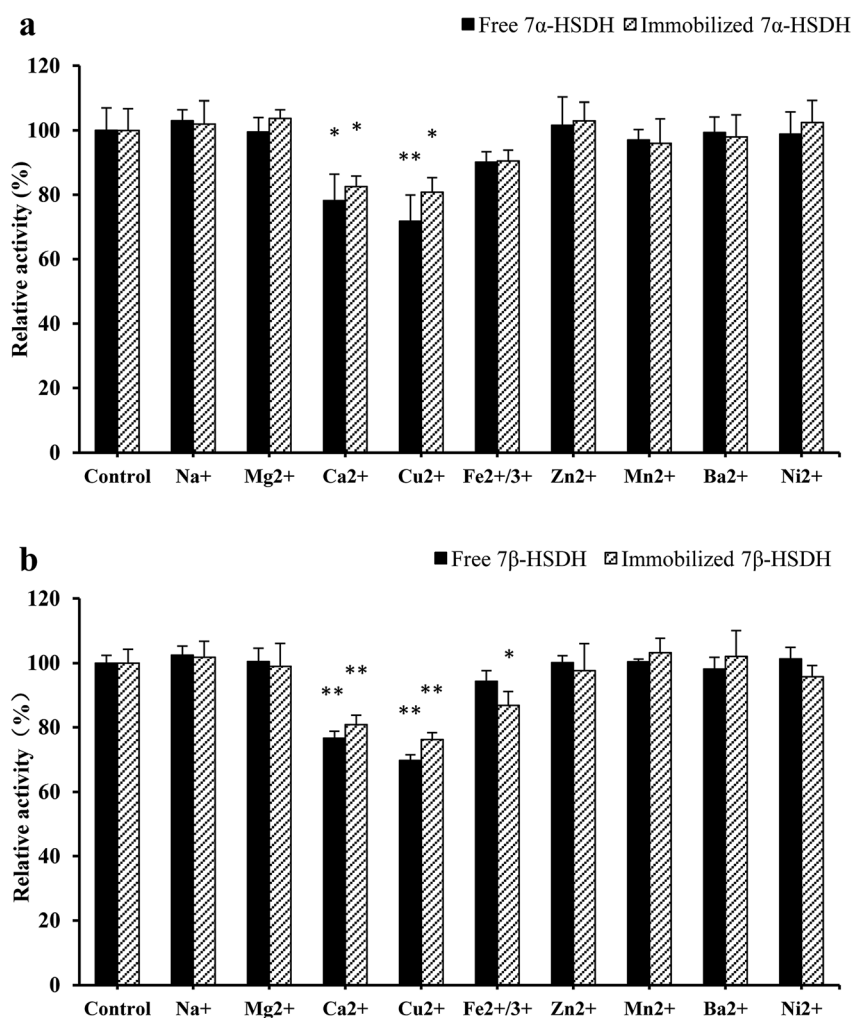 a
Free 7α-HSDH Immobilized 7α-HSDH
Relative activity (%)
120
100
80
60
40
20
0
* * ** *
Control Na+ Mg2+ Ca2+ Cu2+ Fe2+/3+ Zn2+ Mn2+ Ba2+ Ni2+
b
Free 7β-HSDH Immobilized 7β-HSDH
Relative activity (%)
120
100
80
60
40
20
0
** ** ** ** *
Control Na+ Mg2+ Ca2+ Cu2+ Fe2+/3+ Zn2+ Mn2+ Ba2+ Ni2+